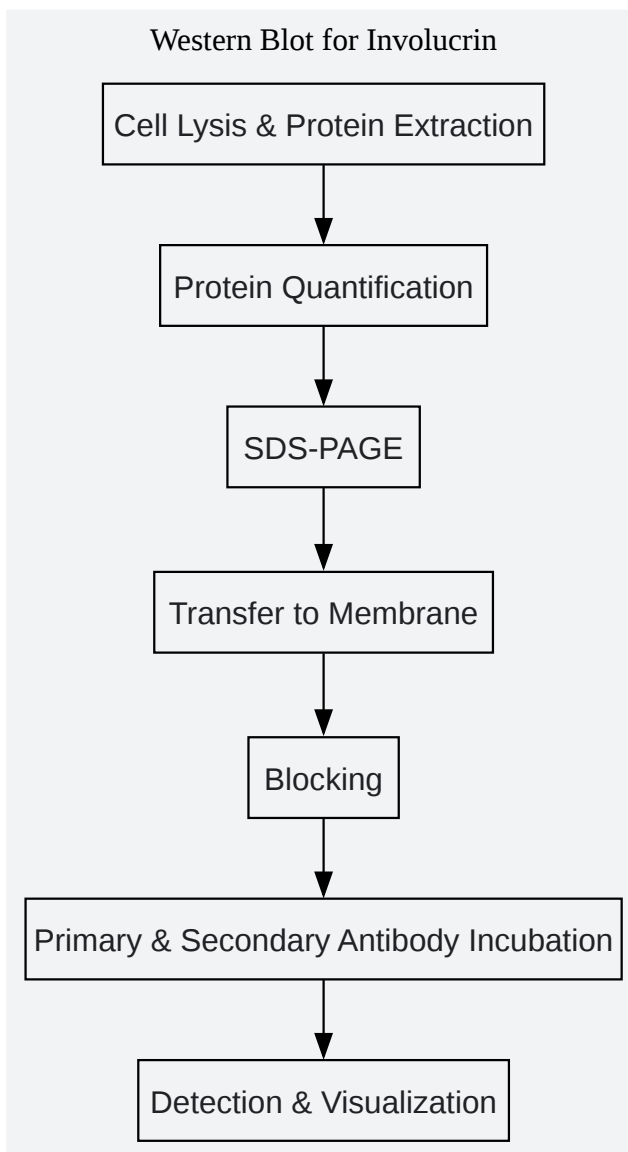 Western Blot for Involucrin
Cell Lysis & Protein Extraction
Protein Quantification
SDS-PAGE
Transfer to Membrane
Blocking
Primary & Secondary Antibody Incubation
Detection & Visualization